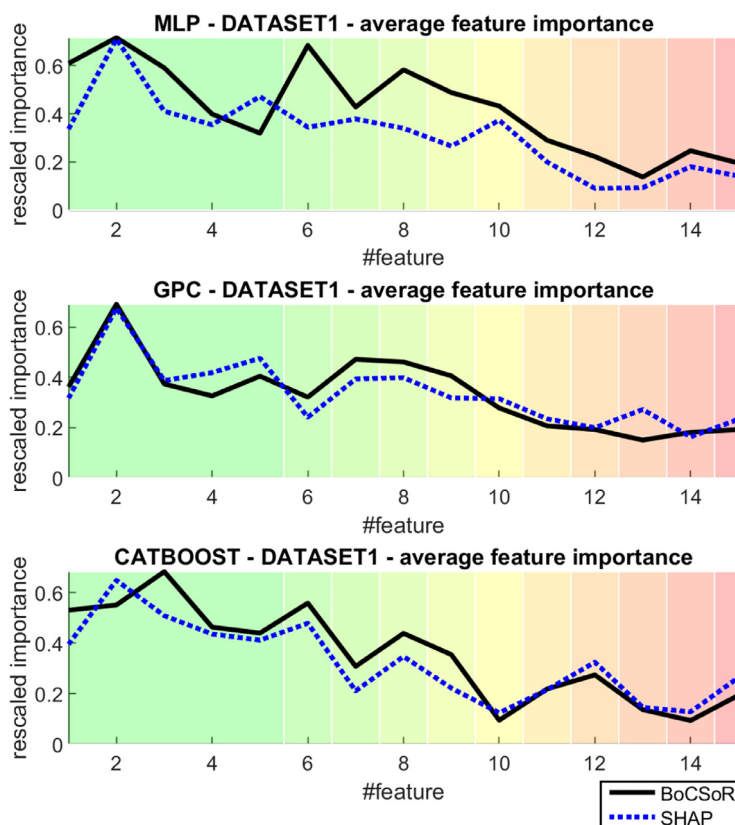 MLP - DATASET1 - average feature importance
rescaled importance
0.6
0.4
0.2
0
2 4 6 8 10 12 14
#feature
GPC - DATASET1 - average feature importance
rescaled importance
0.6
0.4
0.2
0
2 4 6 8 10 12 14
#feature
CATBOOST - DATASET1 - average feature importance
rescaled importance
0.6
0.4
0.2
0
2 4 6 8 10 12 14
#feature
BoCSoR
SHAP